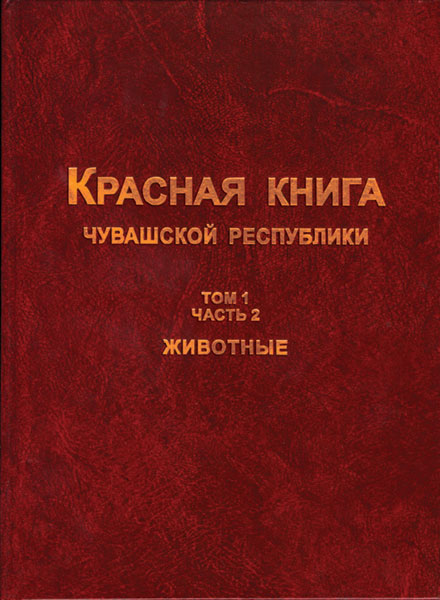 КРАСНАЯ КНИГА
ЧУВАШСКОЙ РЕСПУБЛИКИ
ТОМ 1
ЧАСТЬ 2
ЖИВОТНЫЕ